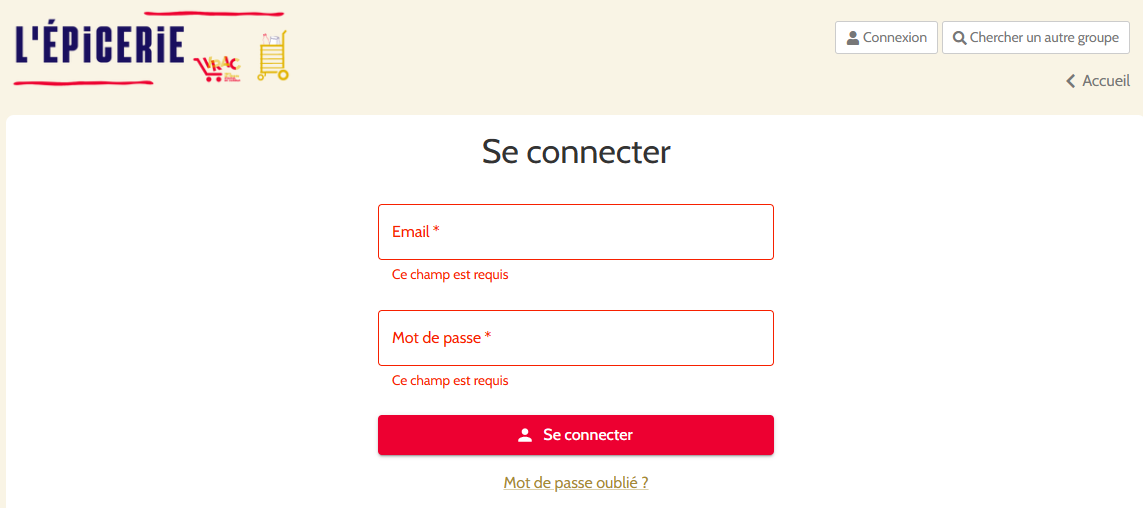 L'ÉPiCERiE
VRAC
Connexion
Chercher un autre groupe
Accueil
Se connecter
Email *
Ce champ est requis
Mot de passe *
Ce champ est requis
Se connecter
Mot de passe oublié ?